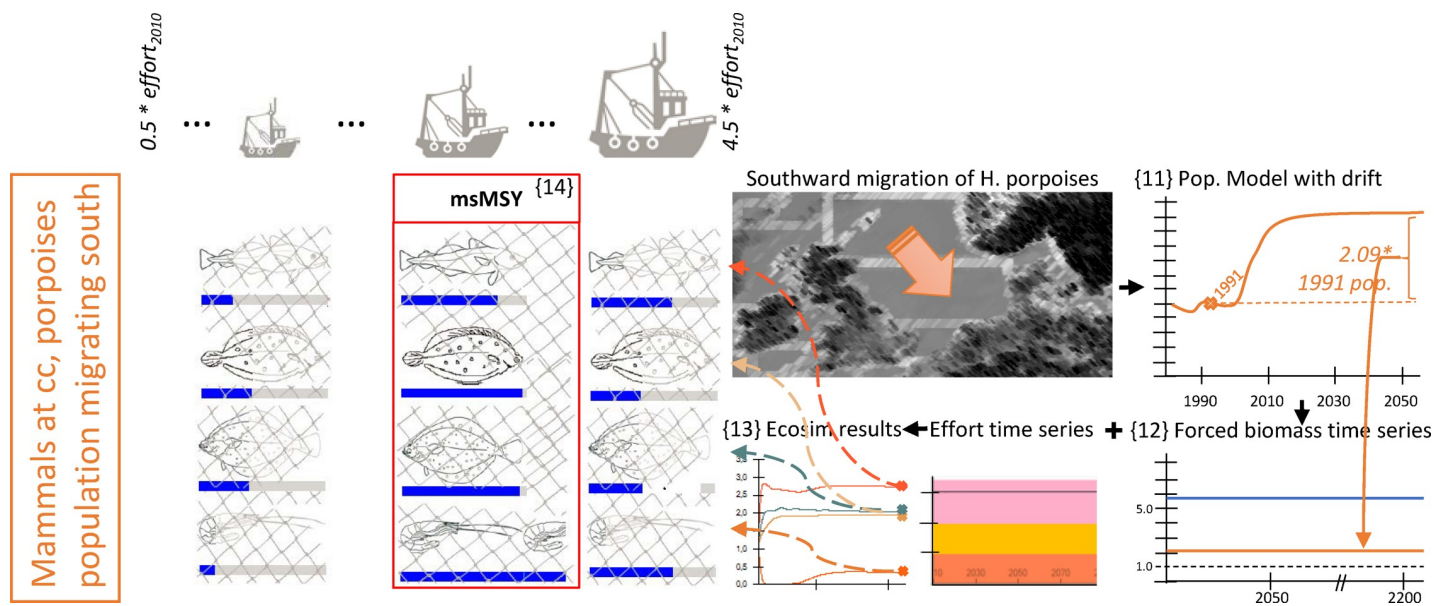 0.5 * effort2010
...
...
...
4.5 * effort2010
Mammals at cc, porpoises
population migrating south
msMSY
{14}
Southward migration of H. porpoises
{11} Pop. Model with drift
1991
2.09*
1991 pop.
1990 2010 2030 2050
{13} Ecosim results
Effort time series
+ {12} Forced biomass time series
3,5
3,0
2,5
2,0
1,5
1,0
0,5
0,0
10 2030 2050 2070
5.0
1.0
2050 // 2200